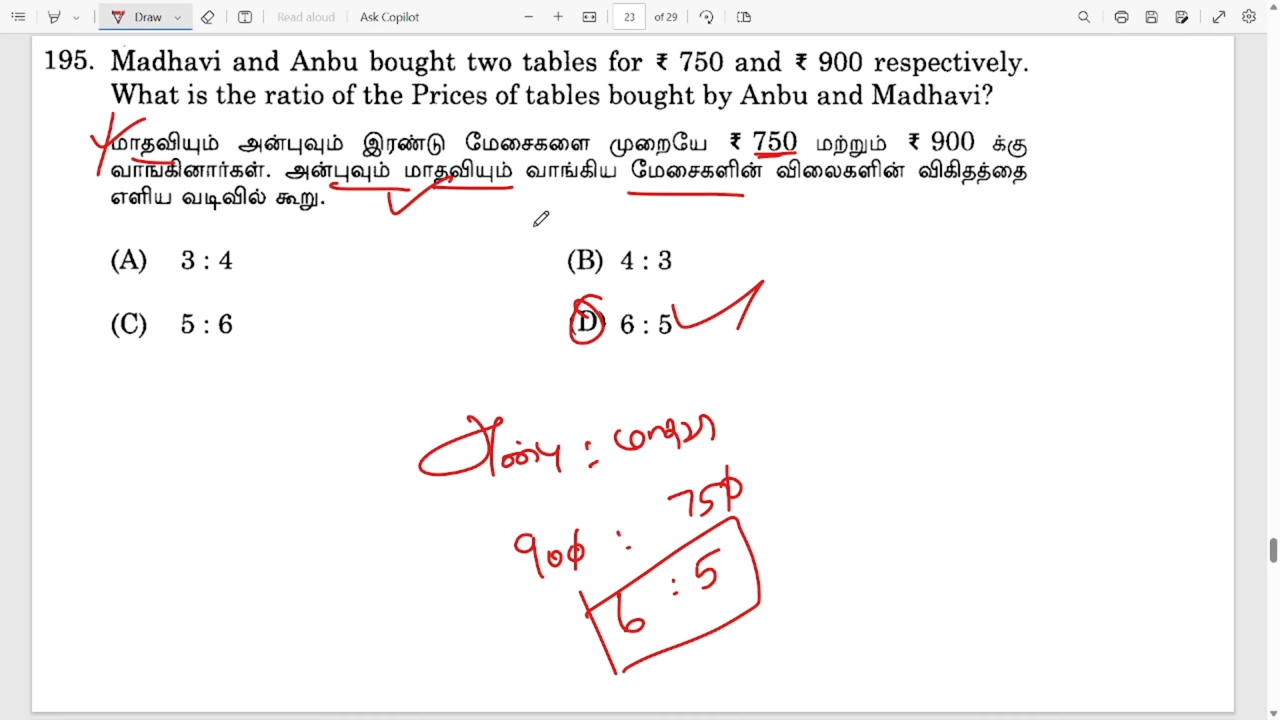 Draw
Read aloud
Ask Copilot
23 of 29
195. Madhavi and Anbu bought two tables for ₹ 750 and ₹ 900 respectively.
What is the ratio of the Prices of tables bought by Anbu and Madhavi?
மாதவியும் அன்புவும் இரண்டு மேசைகளை முறையே ₹ 750 மற்றும் ₹ 900 க்கு
வாங்கினார்கள். அன்புவும் மாதவியும் வாங்கிய மேசைகளின் விலைகளின் விகிதத்தை
எளிய வடிவில் கூறு.
(A) 3 : 4 (B) 4 : 3
(C) 5 : 6 (D) 6 : 5
அன்பு : மாதவி
900 : 750
6 : 5